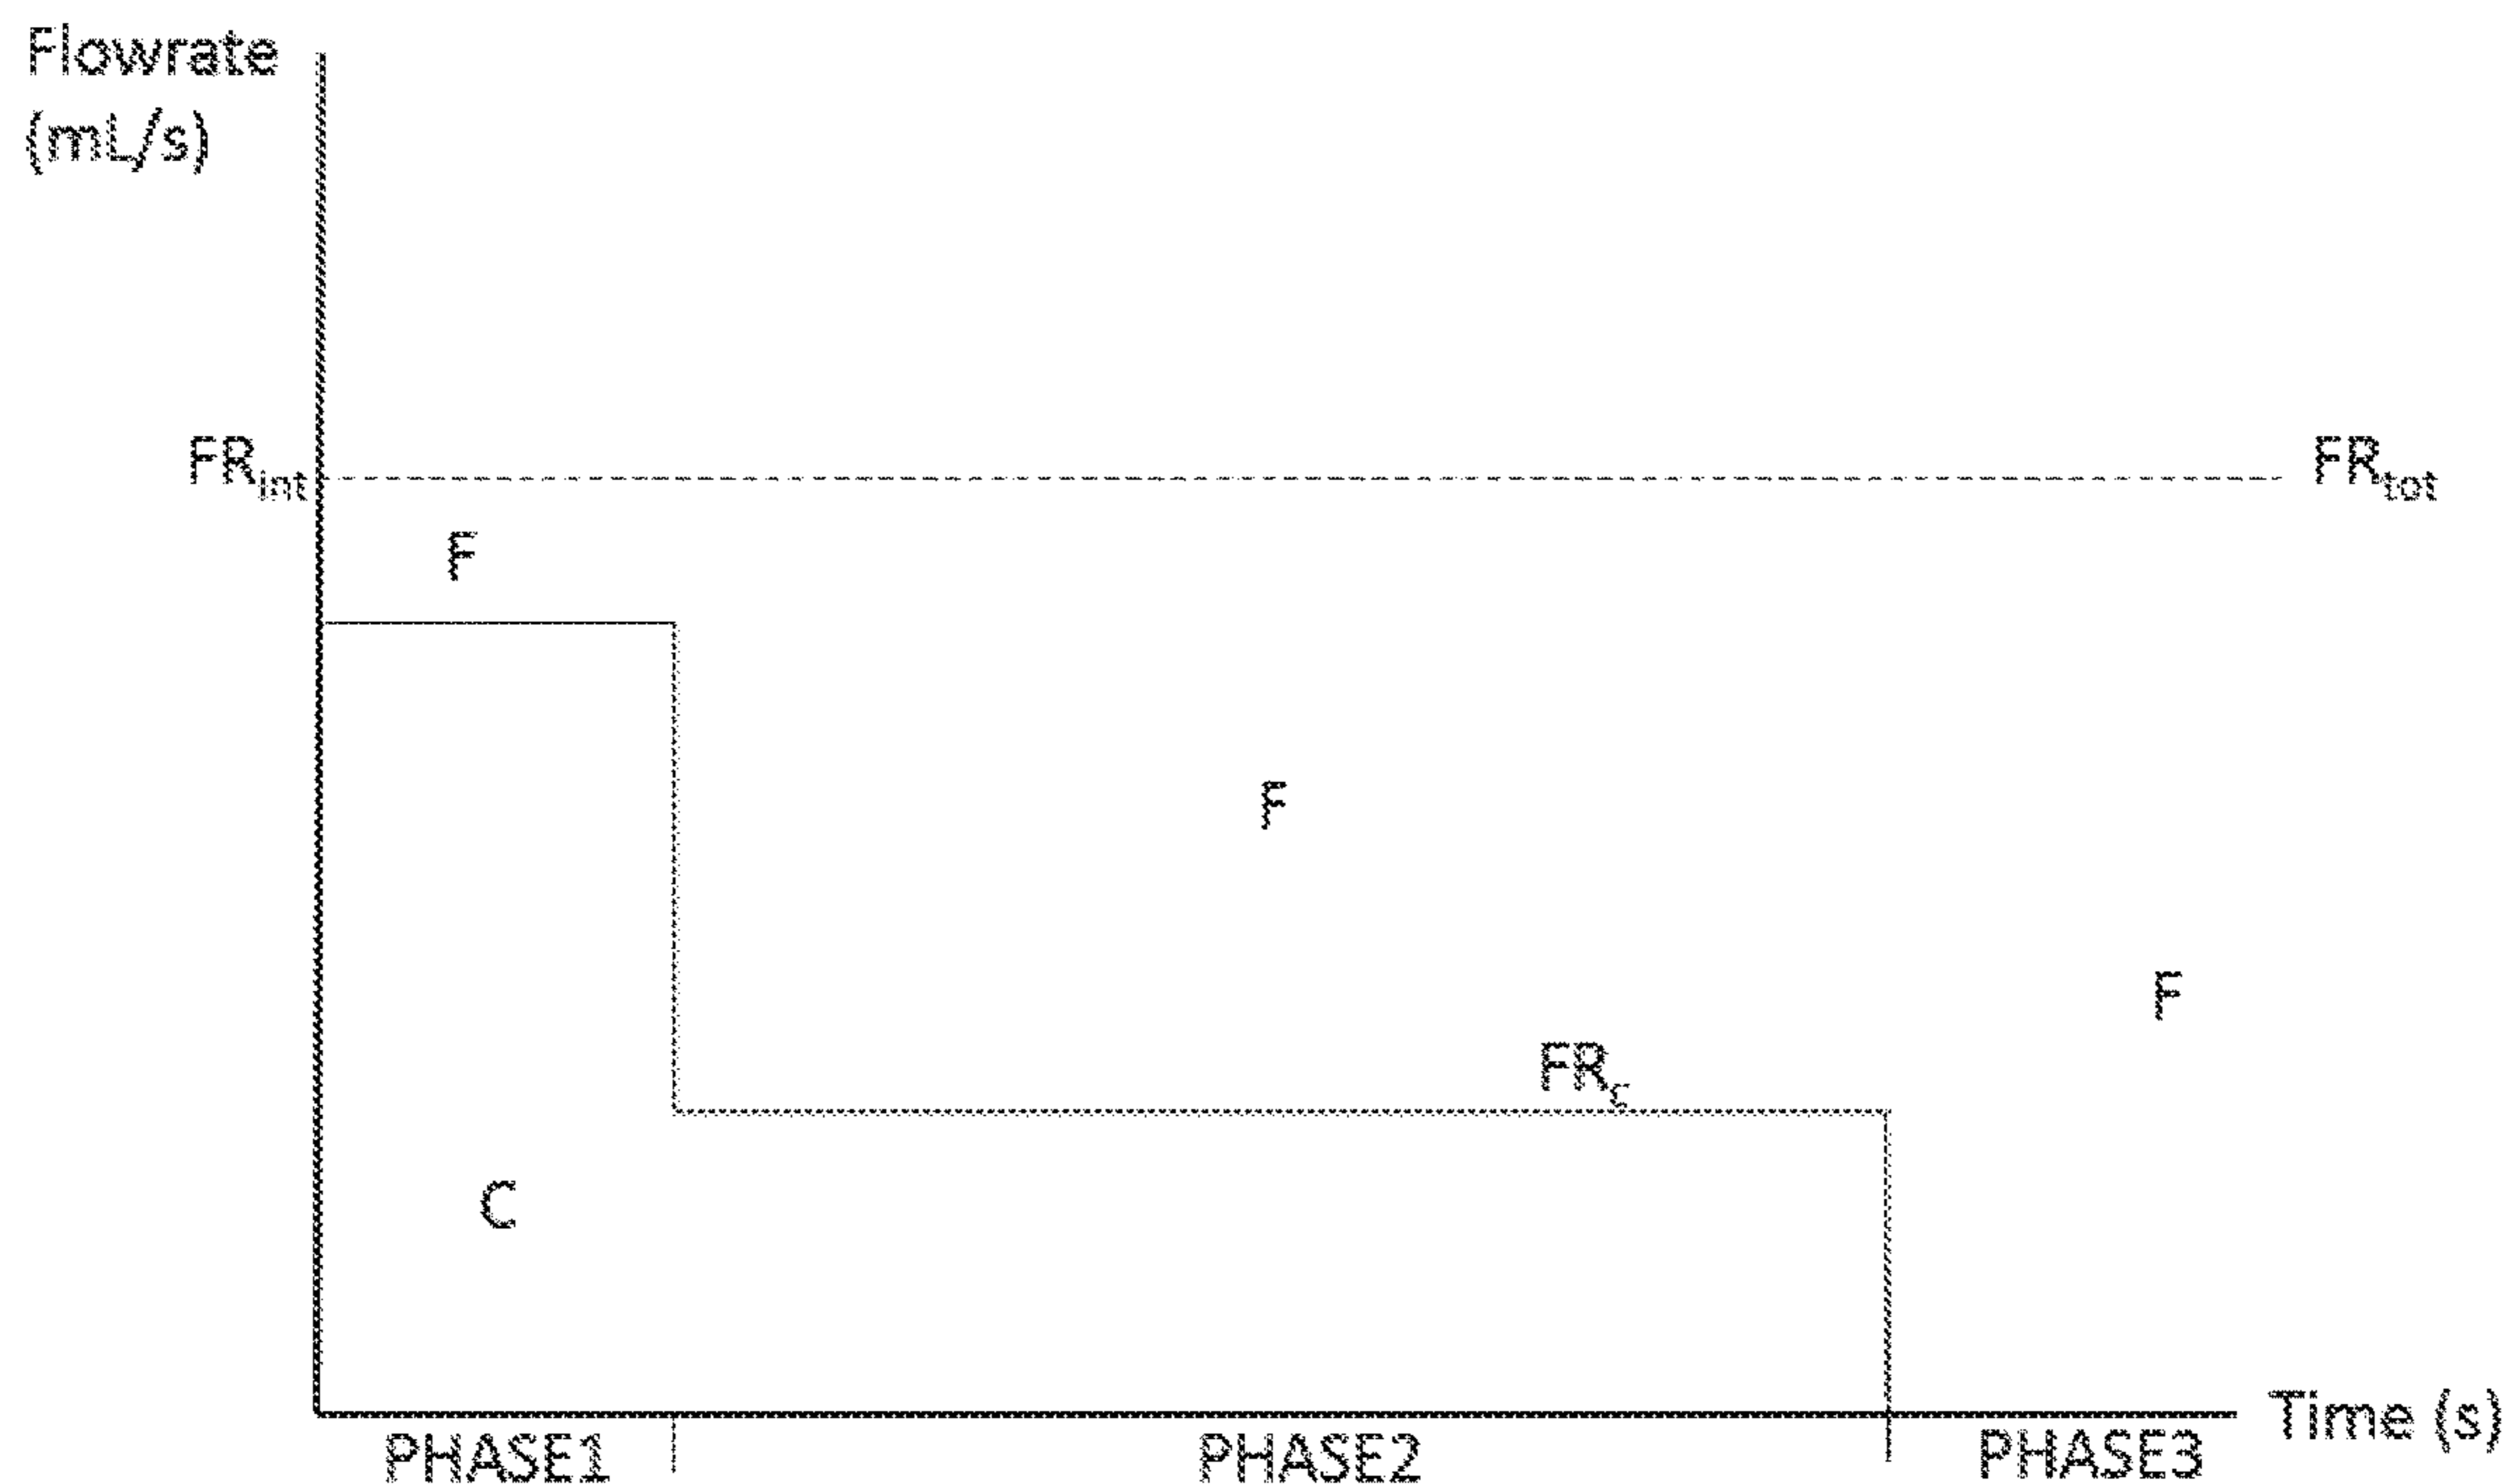 Flowrate
(mL/s)
FRint
FRtot
F
F
F
FRc
C
Time (s)
PHASE1 PHASE2 PHASE3